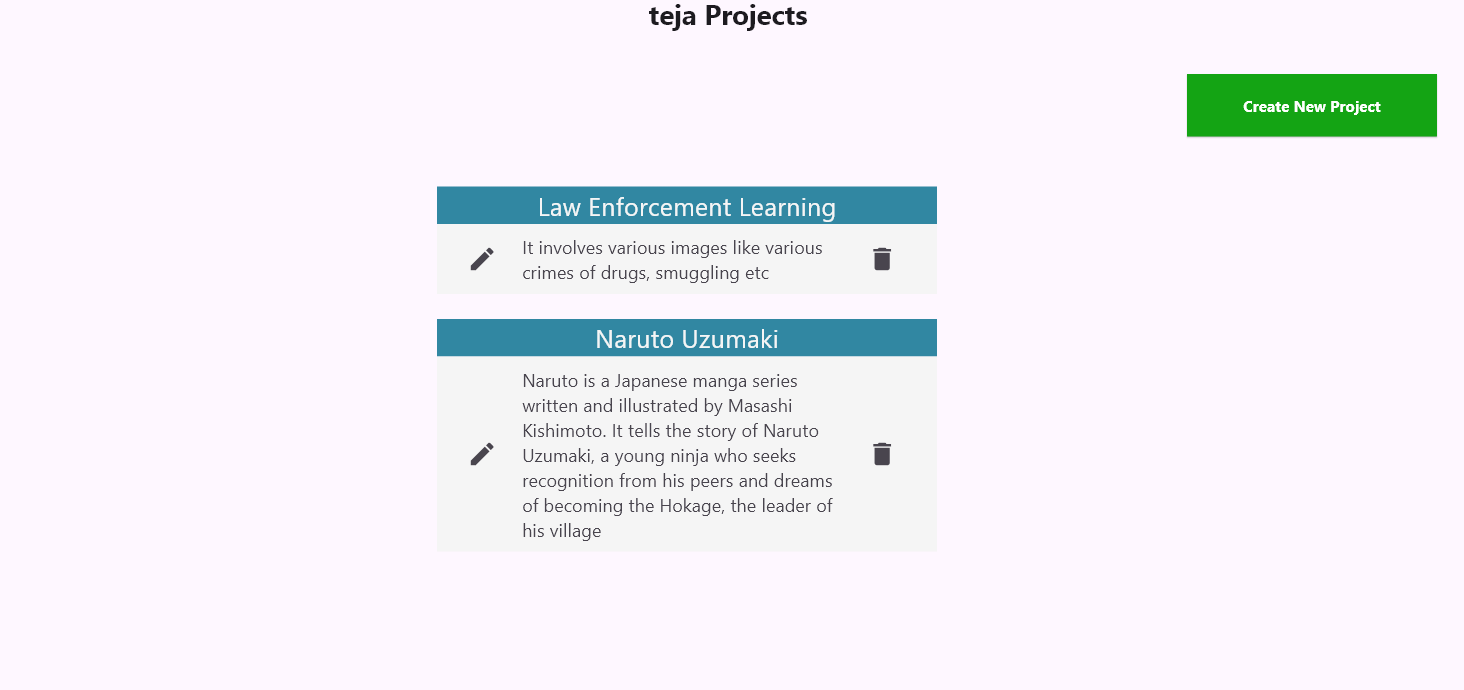 teja Projects
Create New Project
Law Enforcement Learning
It involves various images like various
crimes of drugs, smuggling etc
Naruto Uzumaki
Naruto is a Japanese manga series
written and illustrated by Masashi
Kishimoto. It tells the story of Naruto
Uzumaki, a young ninja who seeks
recognition from his peers and dreams
of becoming the Hokage, the leader of
his village